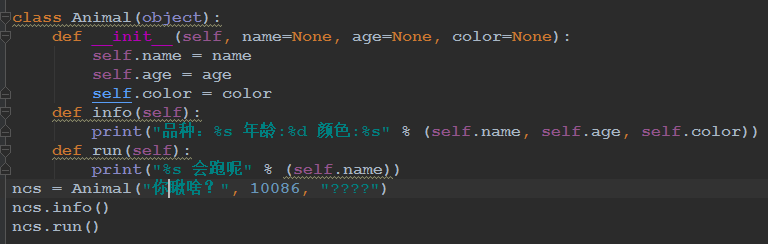 class Animal(object):
    def __init__(self, name=None, age=None, color=None):
        self.name = name
        self.age = age
        self.color = color
    def info(self):
        print("品种：%s 年龄:%d 颜色:%s" % (self.name, self.age, self.color))
    def run(self):
        print("%s 会跑呢" % (self.name))
ncs = Animal("你瞅啥？", 10086, "????")
ncs.info()
ncs.run()